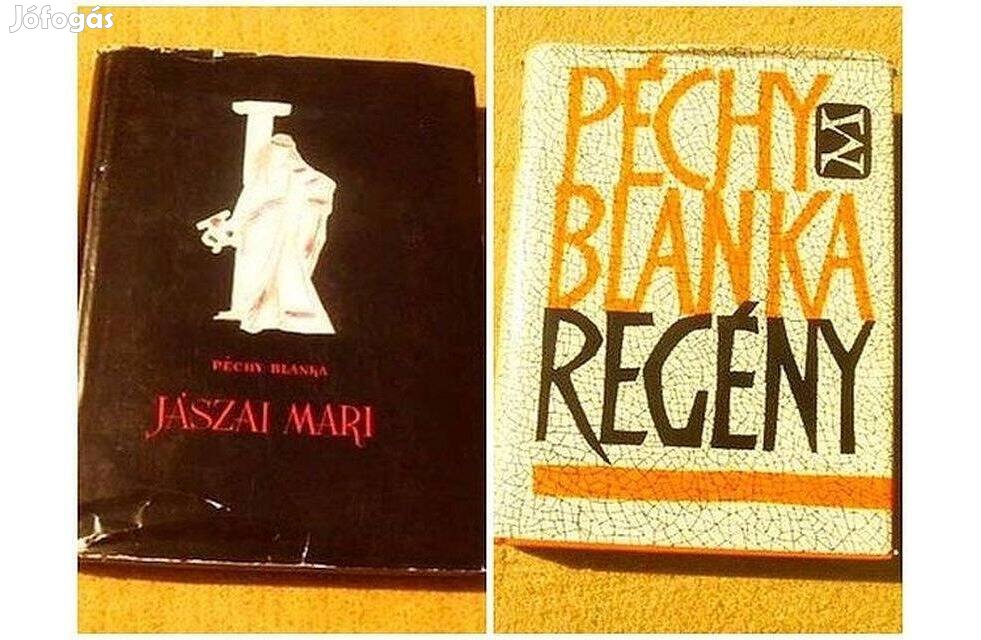 Jófogás
PÉCHY BLANKA
JÁSZAI MARI
PÉCHY
M
BLANKA
REGÉNY